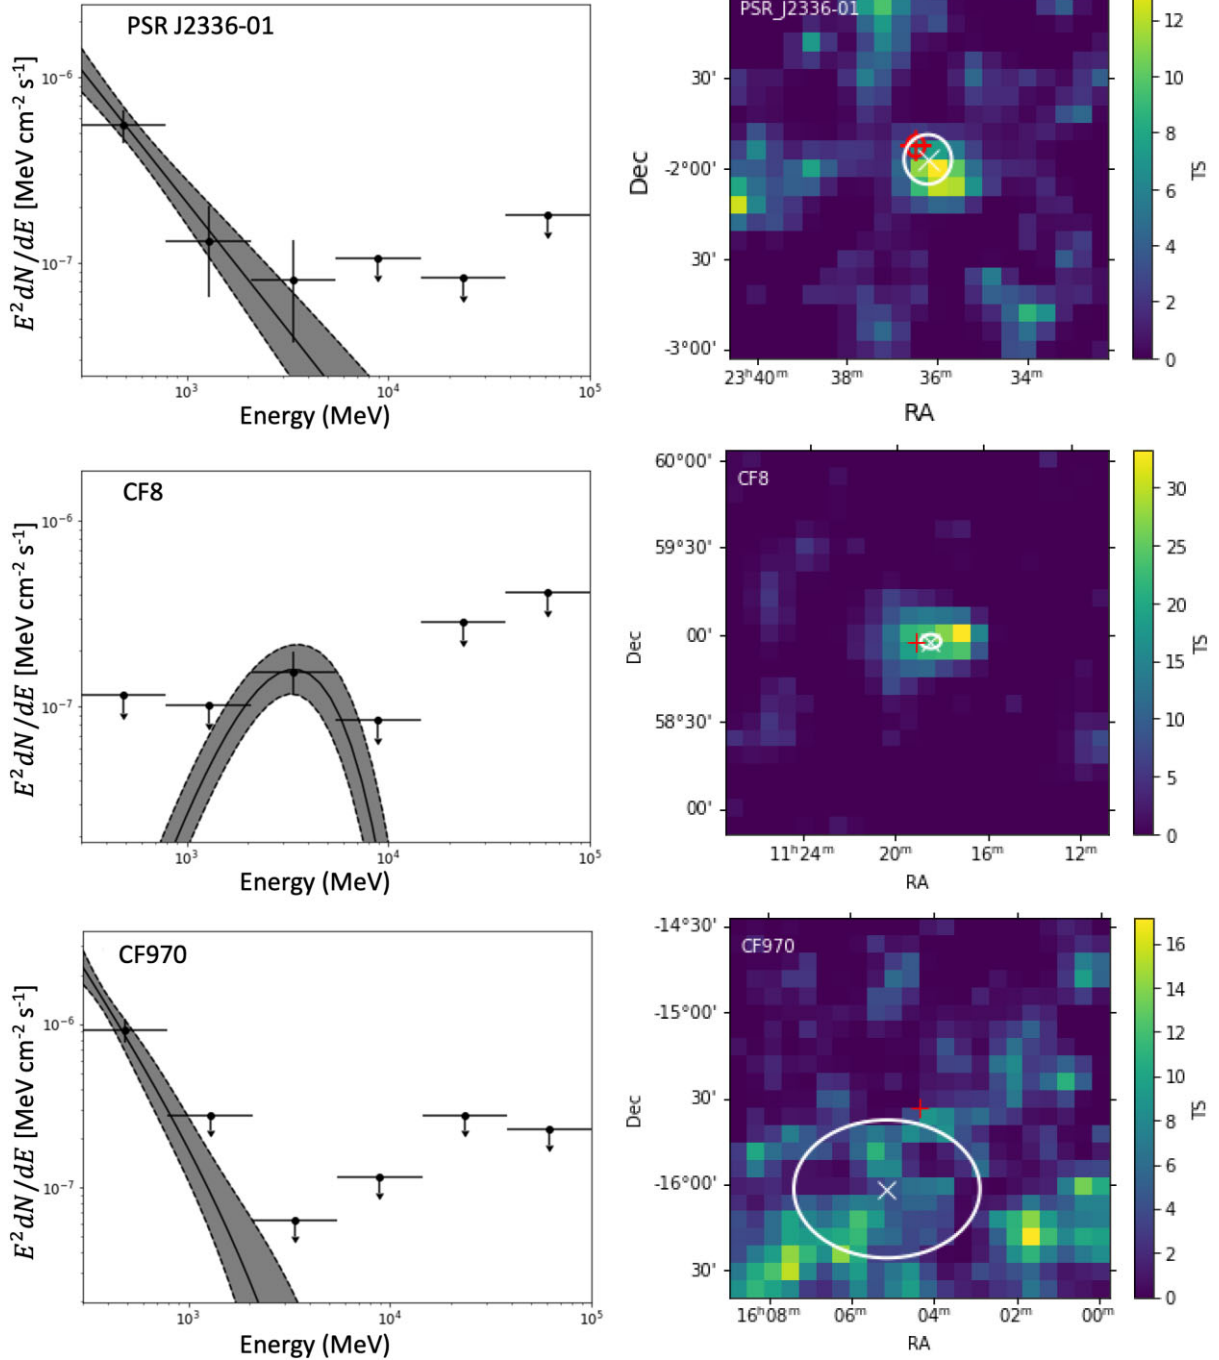 PSR J2336-01
E² dN/dE [MeV cm⁻² s⁻¹]
10⁻⁶
10⁻⁷
10³
10⁴
10⁵
Energy (MeV)
PSR_J2336-01
Dec
30'
-2°00'
30'
-3°00'
23ʰ40ᵐ
38ᵐ
36ᵐ
34ᵐ
RA
12
10
8
6
4
2
0
TS
CF8
E² dN/dE [MeV cm⁻² s⁻¹]
10⁻⁶
10⁻⁷
10³
10⁴
10⁵
Energy (MeV)
CF8
Dec
60°00'
59°30'
00'
58°30'
00'
11ʰ24ᵐ
20ᵐ
16ᵐ
12ᵐ
RA
30
25
20
15
10
5
0
TS
CF970
E² dN/dE [MeV cm⁻² s⁻¹]
10⁻⁶
10⁻⁷
10³
10⁴
10⁵
Energy (MeV)
CF970
Dec
-14°30'
-15°00'
30'
-16°00'
30'
16ʰ08ᵐ
06ᵐ
04ᵐ
02ᵐ
00ᵐ
RA
16
14
12
10
8
6
4
2
0
TS